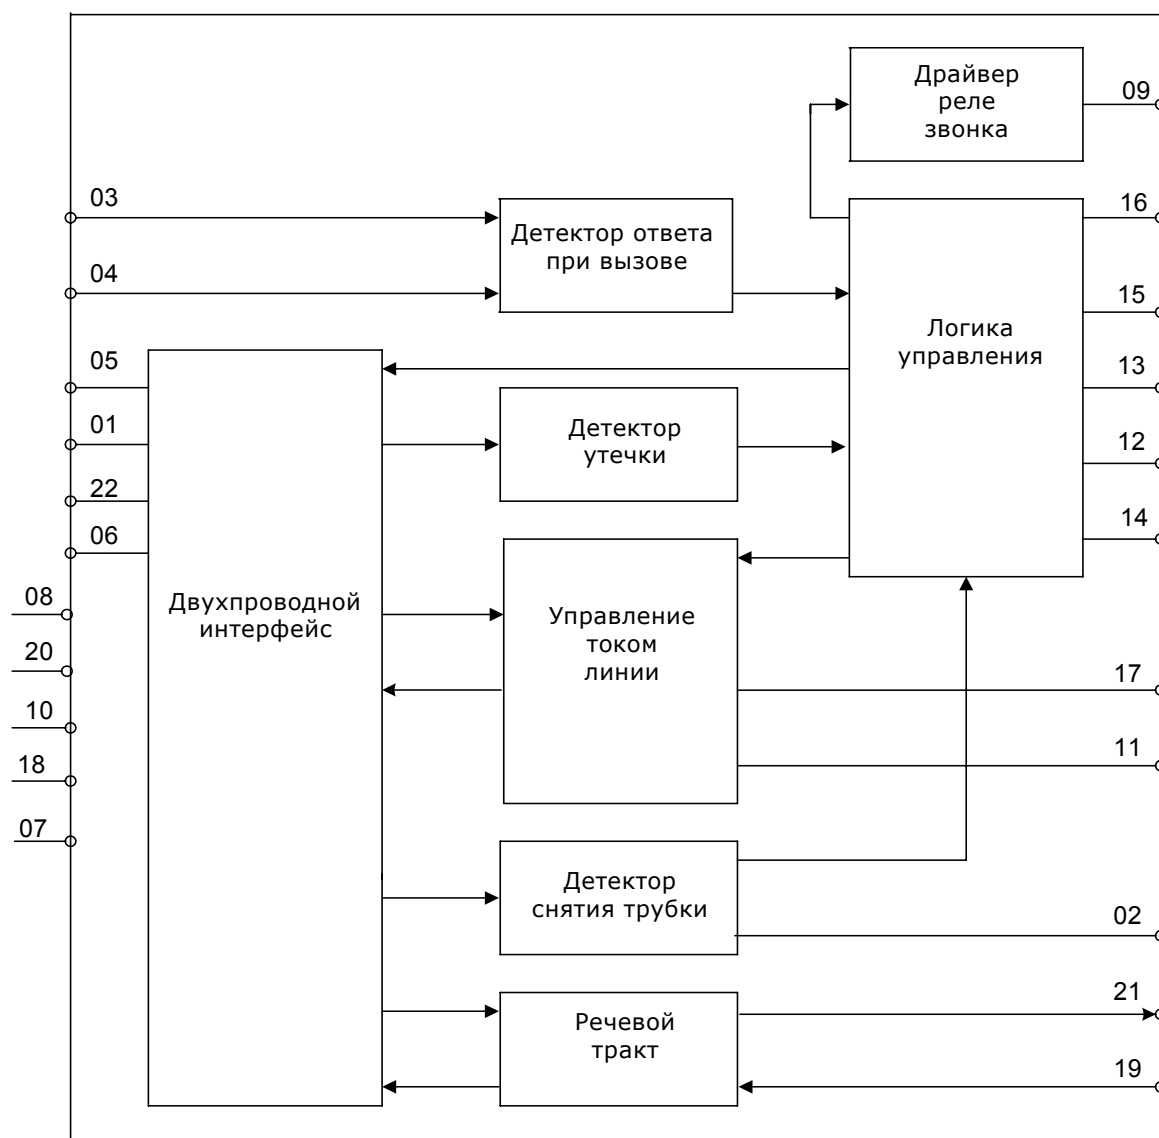 Драйвер
реле
звонка
09
03
16
Детектор ответа
при вызове
04
15
Логика
управления
05
13
01
Детектор
утечки
12
22
14
06
08
Двухпроводной
интерфейс
Управление
током
линии
20
17
10
11
18
07
Детектор
снятия трубки
02
21
Речевой
тракт
19